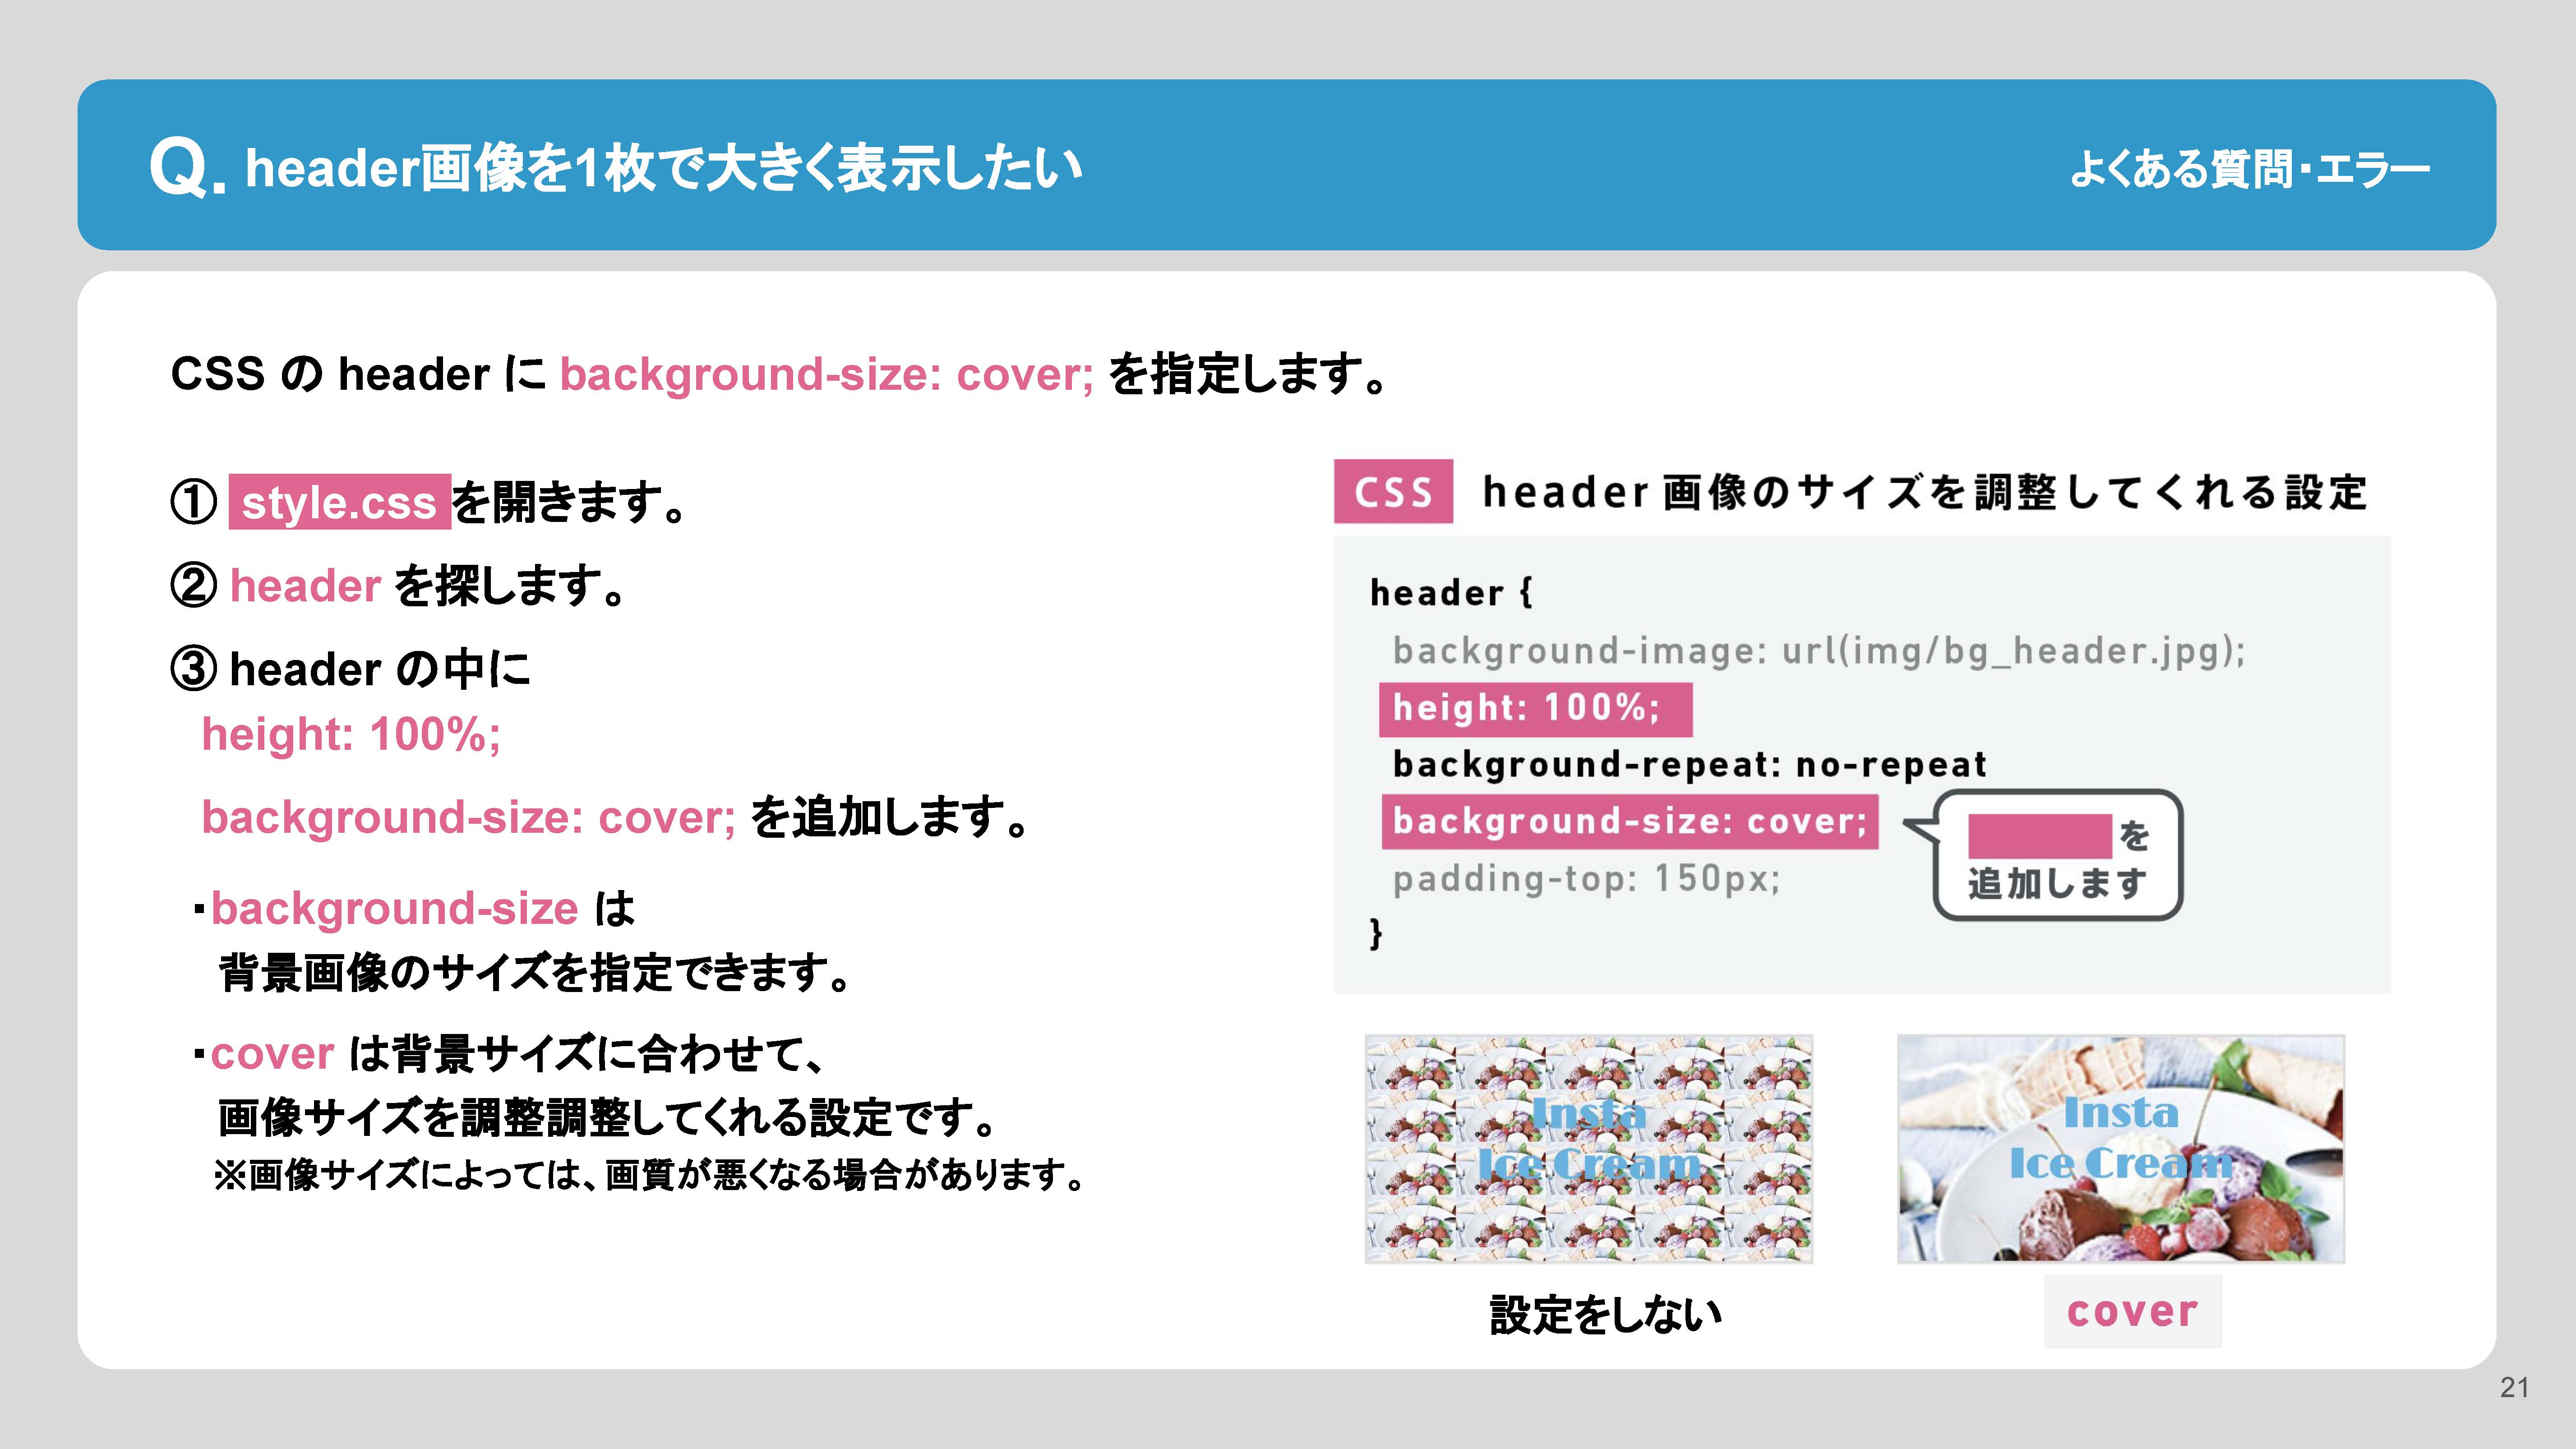 Q. header画像を1枚で大きく表示したい
よくある質問・エラー
CSS の header に background-size: cover; を指定します。
① style.css を開きます。
② header を探します。
③ header の中に
height: 100%;
background-size: cover; を追加します。
・background-size は
背景画像のサイズを指定できます。
・cover は背景サイズに合わせて、
画像サイズを調整調整してくれる設定です。
※画像サイズによっては、画質が悪くなる場合があります。
CSS header 画像のサイズを調整してくれる設定
header {
background-image: url(img/bg_header.jpg);
height: 100%;
background-repeat: no-repeat
background-size: cover;
padding-top: 150px;
}
を
追加します
Insta
Ice Cream
設定をしない
Insta
Ice Cream
cover
21